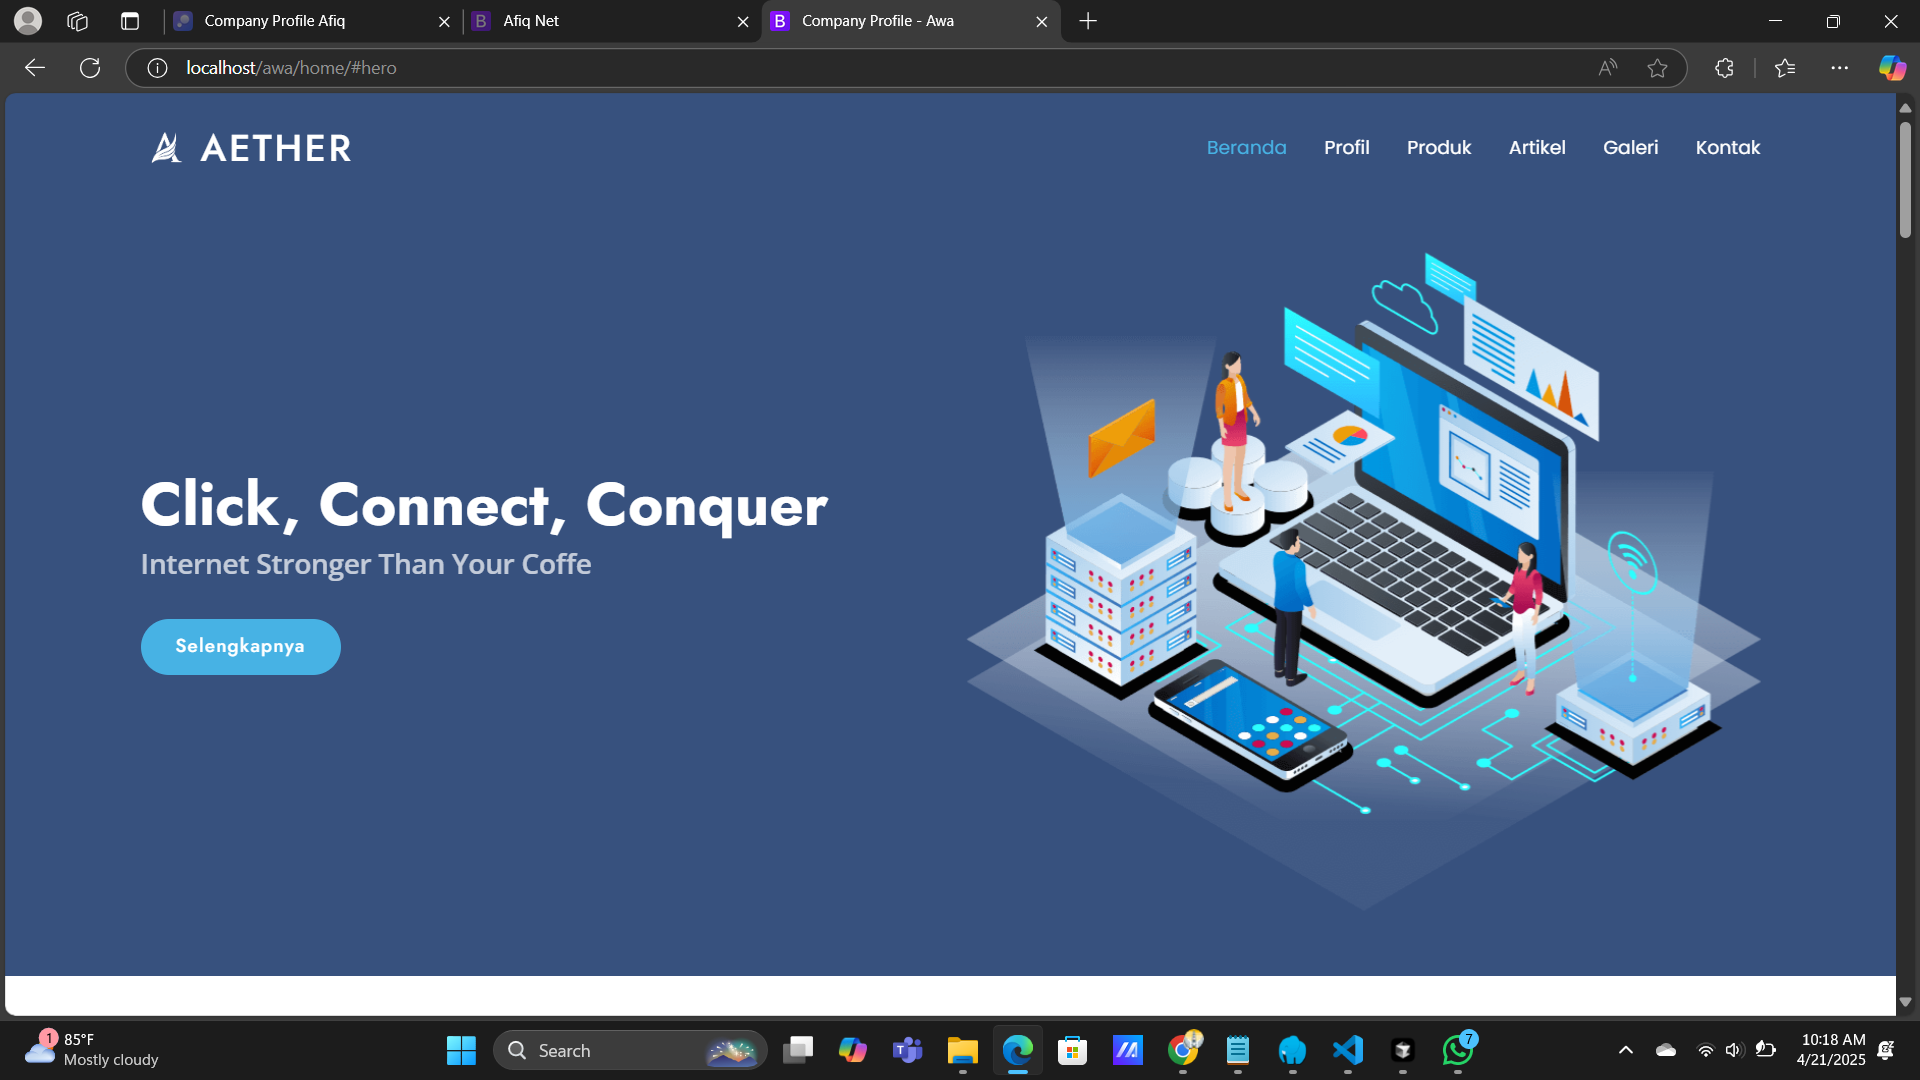 Company Profile Afiq
Afiq Net
Company Profile - Awa
localhost/awa/home/#hero
AETHER
Beranda
Profil
Produk
Artikel
Galeri
Kontak
Click, Connect, Conquer
Internet Stronger Than Your Coffe
Selengkapnya
1
85°F
Mostly cloudy
Search
7
10:18 AM
4/21/2025